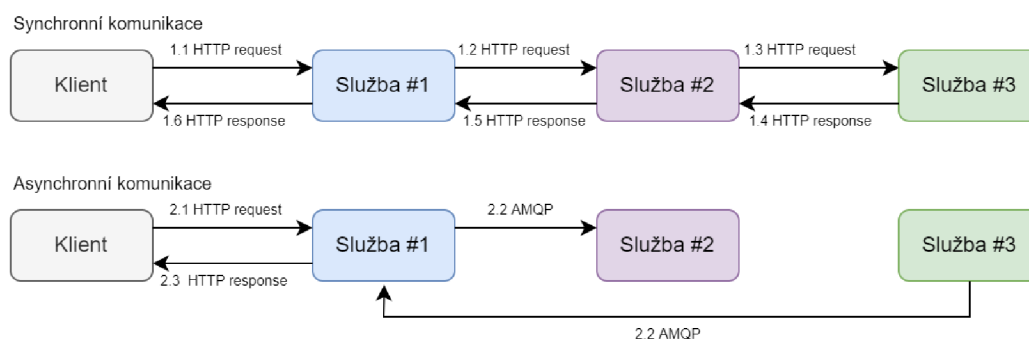 Synchronní komunikace
1.1 HTTP request
1.2 HTTP request
1.3 HTTP request
Klient
Služba #1
Služba #2
Služba #3
1.6 HTTP response
1.5 HTTP response
1.4 HTTP response
Asynchronní komunikace
2.1 HTTP request
2.2 AMQP
Klient
Služba #1
Služba #2
Služba #3
2.3 HTTP response
2.2 AMQP